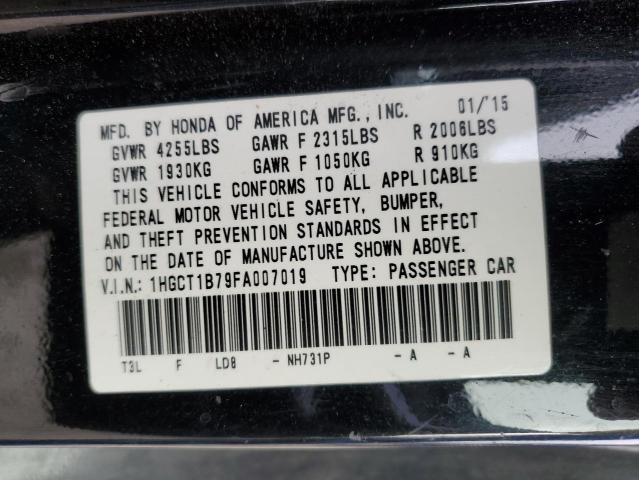 MFD. BY HONDA OF AMERICA MFG., INC. 01/'15
GVWR 4255LBS GAWR F 2315LBS R 2006LBS
GVWR 1930KG GAWR F 1050KG R 910KG
THIS VEHICLE CONFORMS TO ALL APPLICABLE
FEDERAL MOTOR VEHICLE SAFETY, BUMPER,
AND THEFT PREVENTION STANDARDS IN EFFECT
ON THE DATE OF MANUFACTURE SHOWN ABOVE.
V.I.N.: 1HGCT1B79FA007019 TYPE: PASSENGER CAR
T3L F LD8 - NH731P - A - A